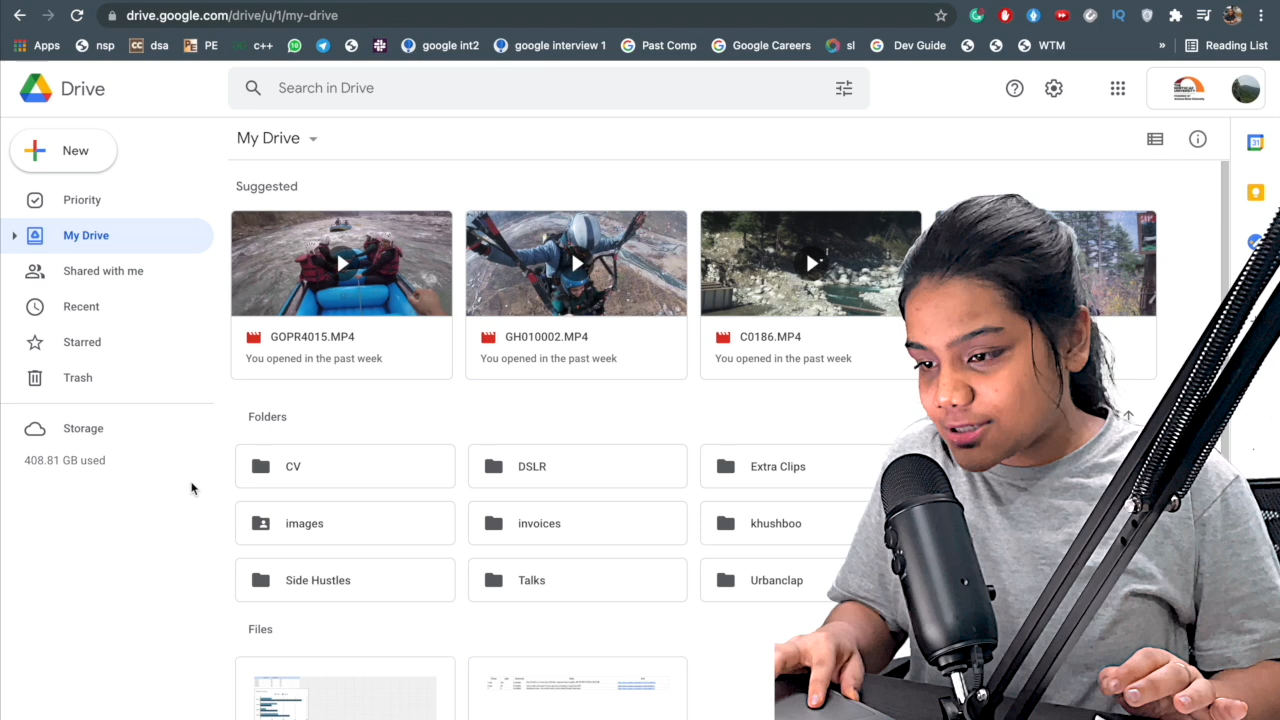 drive.google.com/drive/u/1/my-drive
Apps nsp dsa PE c++ google int2 google interview 1 Past Comp Google Careers sl Dev Guide WTM » Reading List
Drive
Search in Drive
New
My Drive
Priority
My Drive
Shared with me
Recent
Starred
Trash
Storage
408.81 GB used
Suggested
GOPR4015.MP4
You opened in the past week
GH010002.MP4
You opened in the past week
C0186.MP4
You opened in the past week
Folders
CV
DSLR
Extra Clips
images
invoices
khushboo
Side Hustles
Talks
Urbanclap
Files